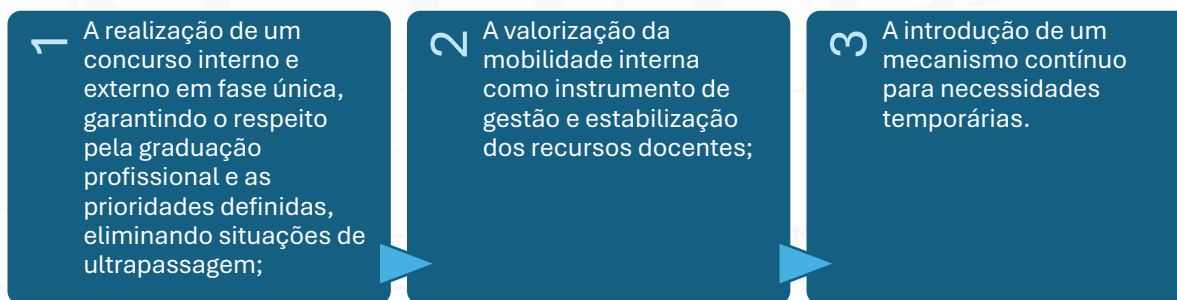 1
A realização de um
concurso interno e
externo em fase única,
garantindo o respeito
pela graduação
profissional e as
prioridades definidas,
eliminando situações de
ultrapassagem;
2
A valorização da
mobilidade interna
como instrumento de
gestão e estabilização
dos recursos docentes;
3
A introdução de um
mecanismo contínuo
para necessidades
temporárias.